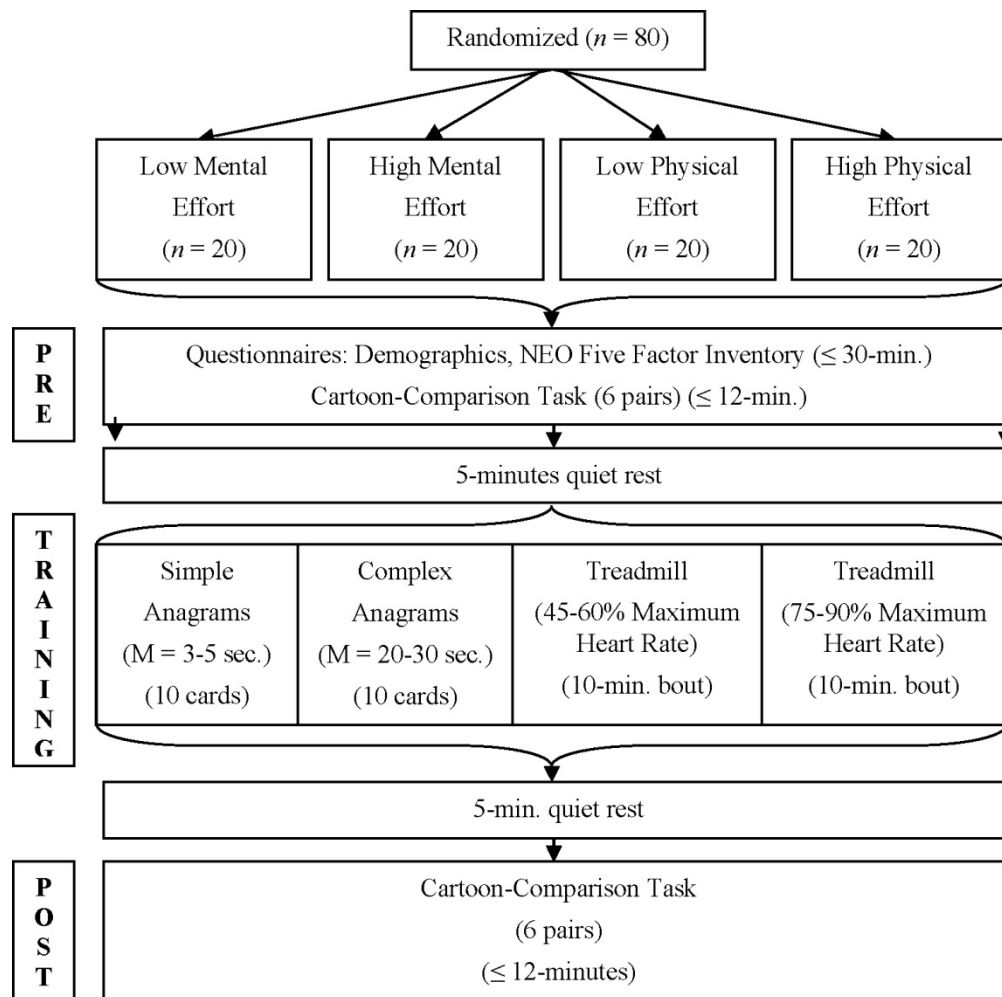 Randomized (n = 80)
Low Mental
Effort
(n = 20)
High Mental
Effort
(n = 20)
Low Physical
Effort
(n = 20)
High Physical
Effort
(n = 20)
PRE
Questionnaires: Demographics, NEO Five Factor Inventory (≤ 30-min.)
Cartoon-Comparison Task (6 pairs) (≤ 12-min.)
5-minutes quiet rest
TRAINING
Simple
Anagrams
(M = 3-5 sec.)
(10 cards)
Complex
Anagrams
(M = 20-30 sec.)
(10 cards)
Treadmill
(45-60% Maximum
Heart Rate)
(10-min. bout)
Treadmill
(75-90% Maximum
Heart Rate)
(10-min. bout)
5-min. quiet rest
POST
Cartoon-Comparison Task
(6 pairs)
(≤ 12-minutes)